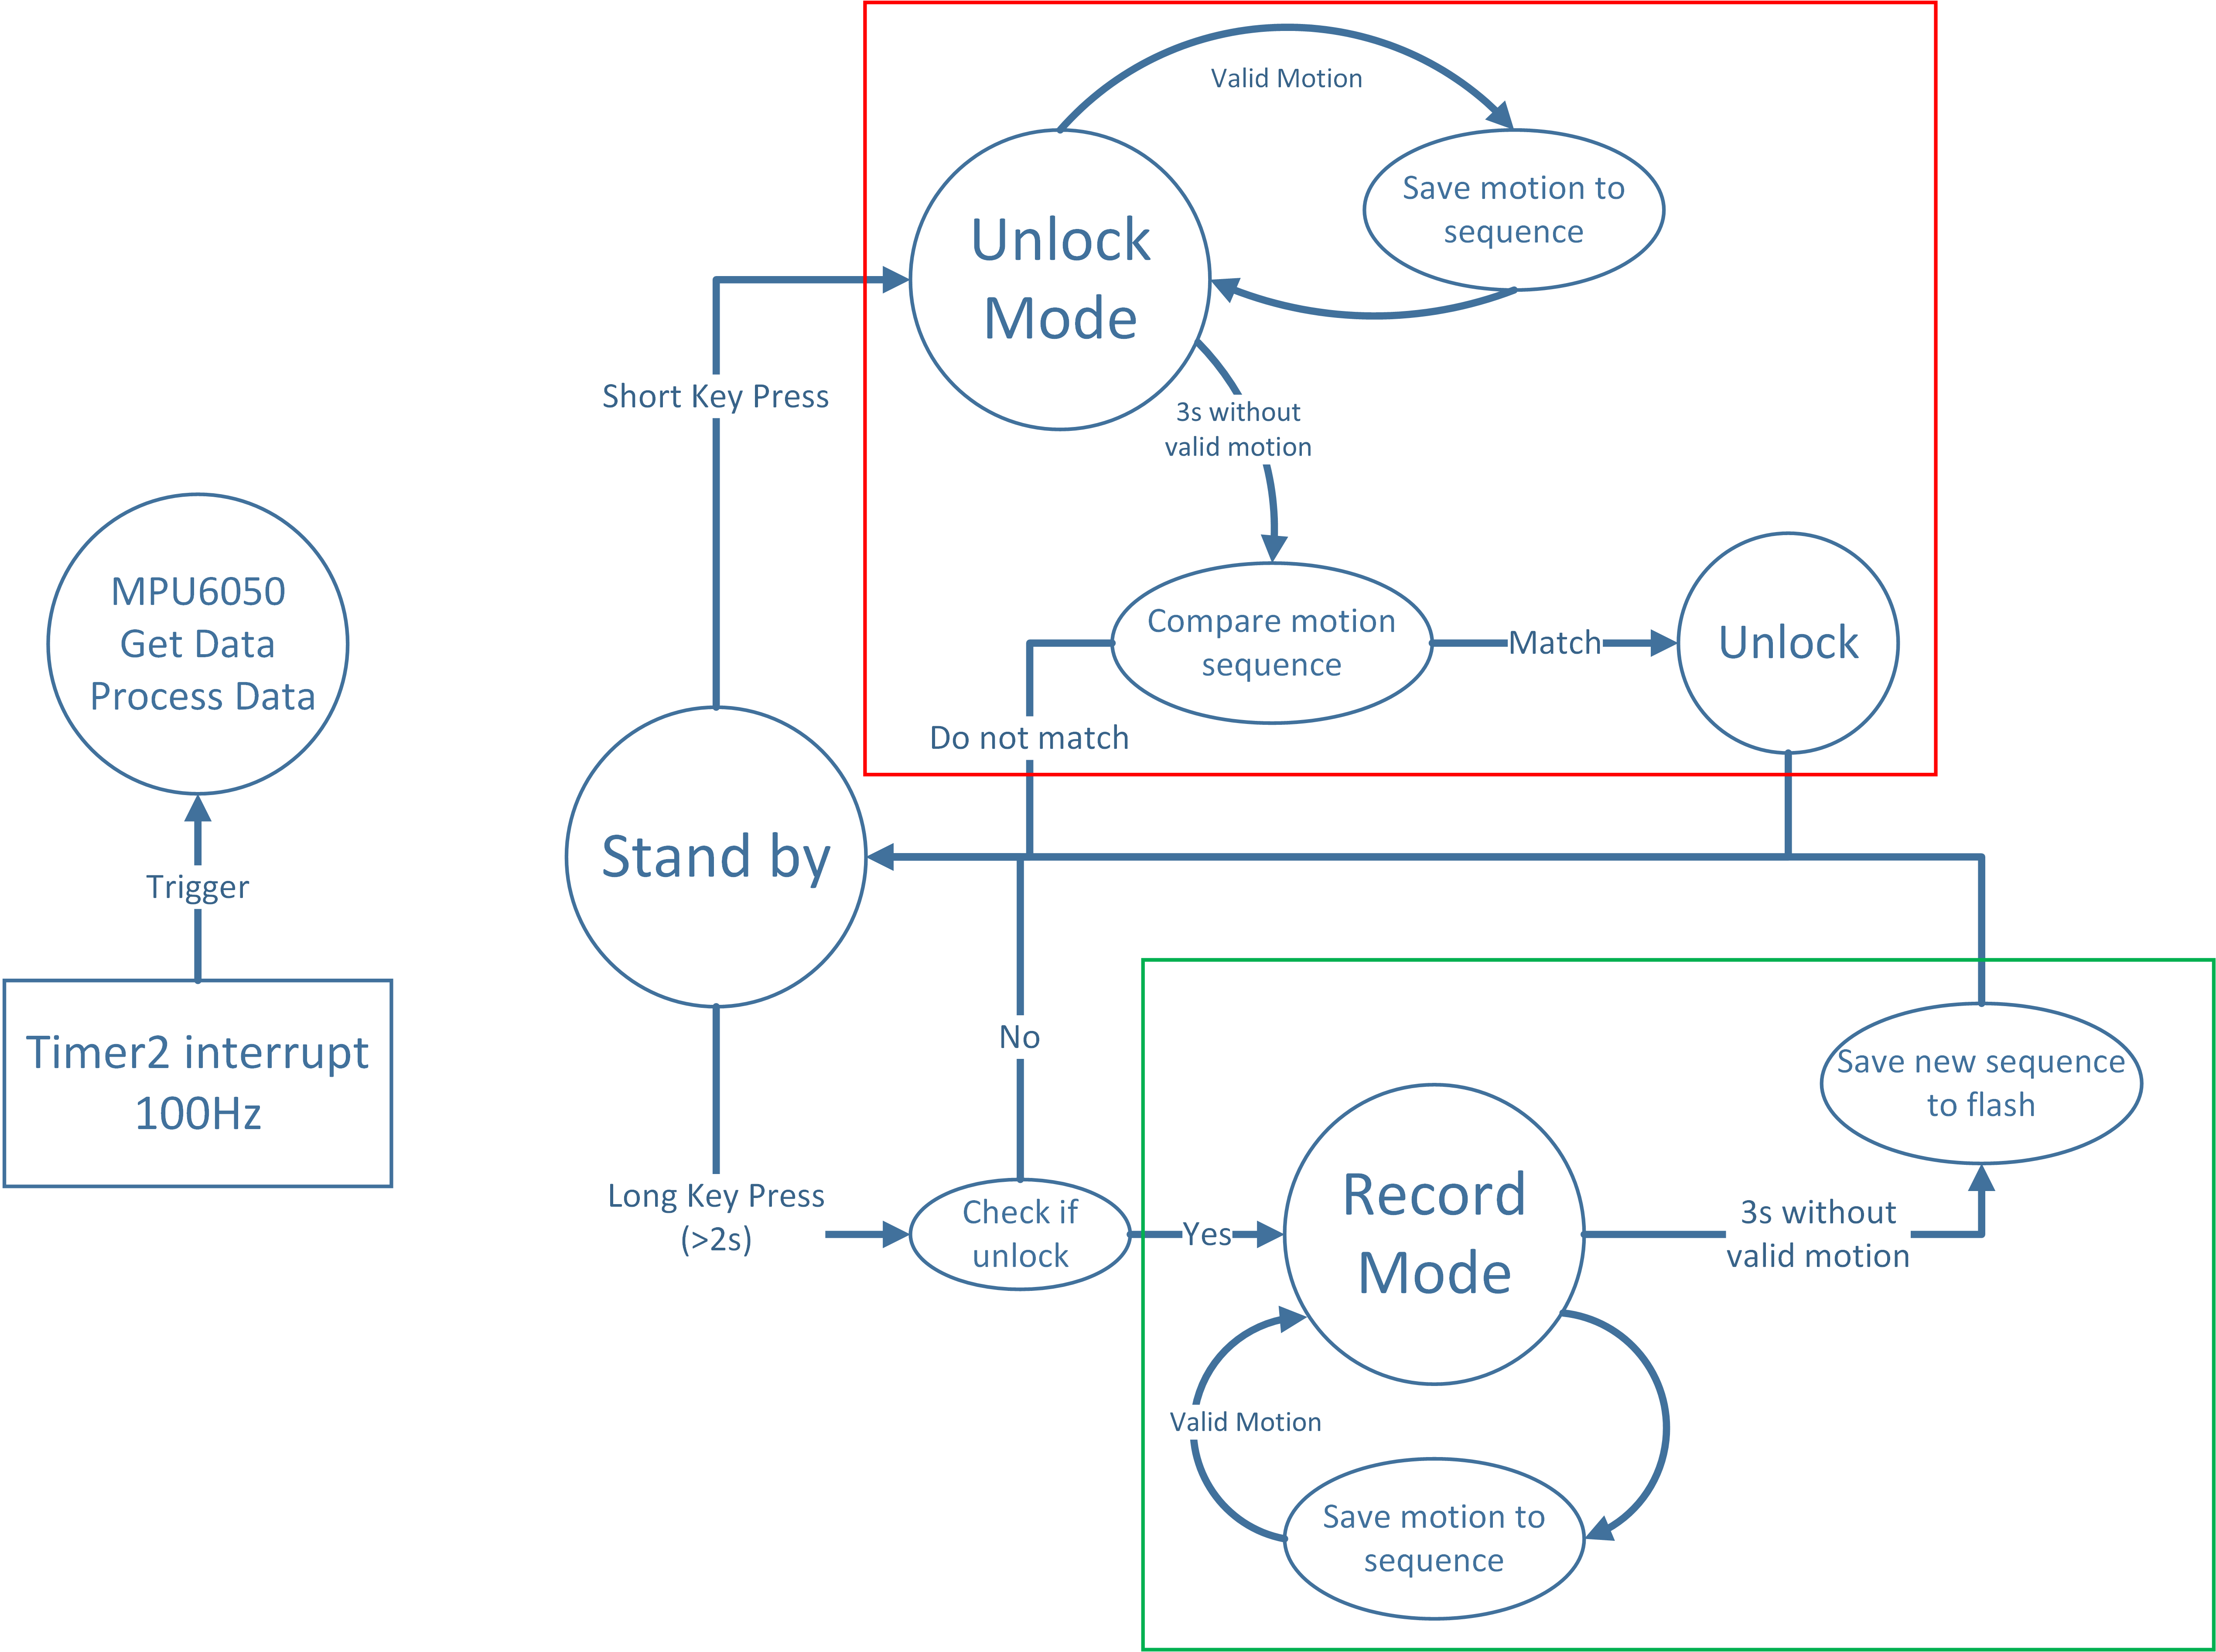 Valid Motion
Save motion to
sequence
Unlock
Mode
Short Key Press
3s without
valid motion
MPU6050
Get Data
Process Data
Compare motion
sequence
Match
Unlock
Do not match
Stand by
Trigger
Timer2 interrupt
100Hz
No
Save new sequence
to flash
Long Key Press
(>2s)
Check if
unlock
Yes
Record
Mode
3s without
valid motion
Valid Motion
Save motion to
sequence